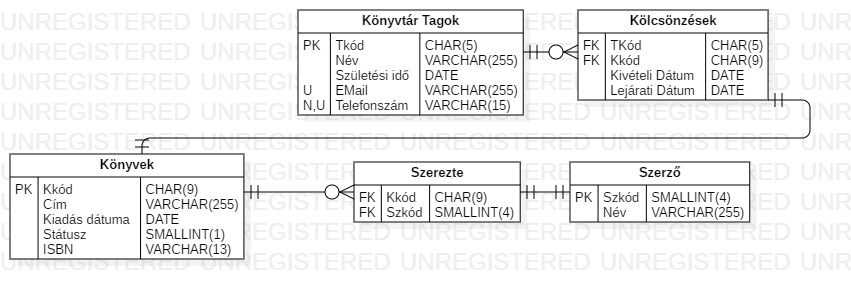 Könyvtár Tagok
PK Tkód CHAR(5)
Név VARCHAR(255)
Születési idő DATE
U EMail VARCHAR(255)
N,U Telefonszám VARCHAR(15)
Kölcsönzések
FK TKód CHAR(5)
FK Kkód CHAR(9)
Kivételi Dátum DATE
Lejárati Dátum DATE
Könyvek
PK Kkód CHAR(9)
Cím VARCHAR(255)
Kiadás dátuma DATE
Státusz SMALLINT(1)
ISBN VARCHAR(13)
Szerezte
FK Kkód CHAR(9)
FK Szkód SMALLINT(4)
Szerző
PK Szkód SMALLINT(4)
Név VARCHAR(255)
UNREGISTERED UNREGISTERED UNREGISTERED UNREGISTERED UNR